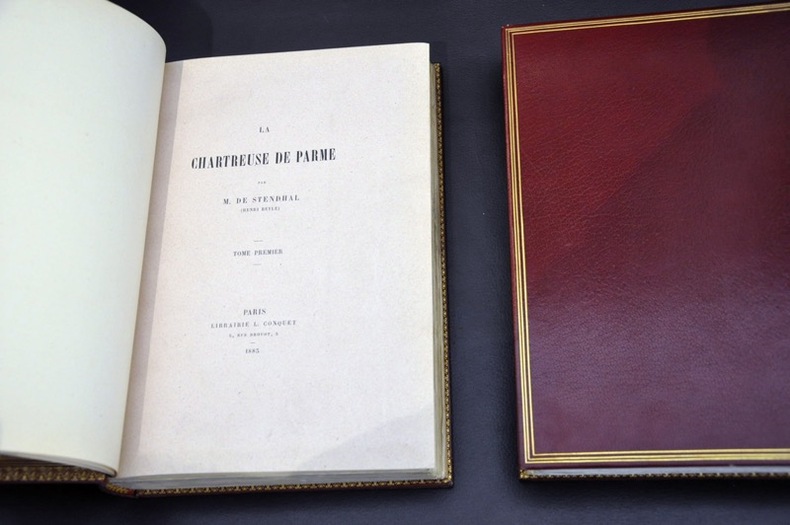 LA
CHARTREUSE DE PARME
PAR
M. DE STENDHAL
(HENRI BEYLE)
TOME PREMIER
PARIS
LIBRAIRIE L. CONQUET
5, RUE DROUOT, 5
1883